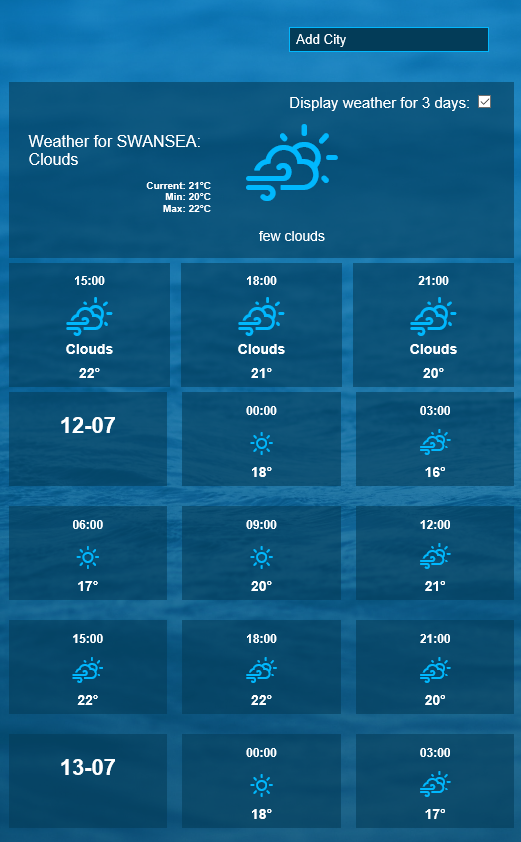 Add City
Display weather for 3 days:
Weather for SWANSEA:
Clouds
Current: 21°C
Min: 20°C
Max: 22°C
few clouds
15:00
Clouds
22°
18:00
Clouds
21°
21:00
Clouds
20°
12-07
00:00
18°
03:00
16°
06:00
17°
09:00
20°
12:00
21°
15:00
22°
18:00
22°
21:00
20°
13-07
00:00
18°
03:00
17°